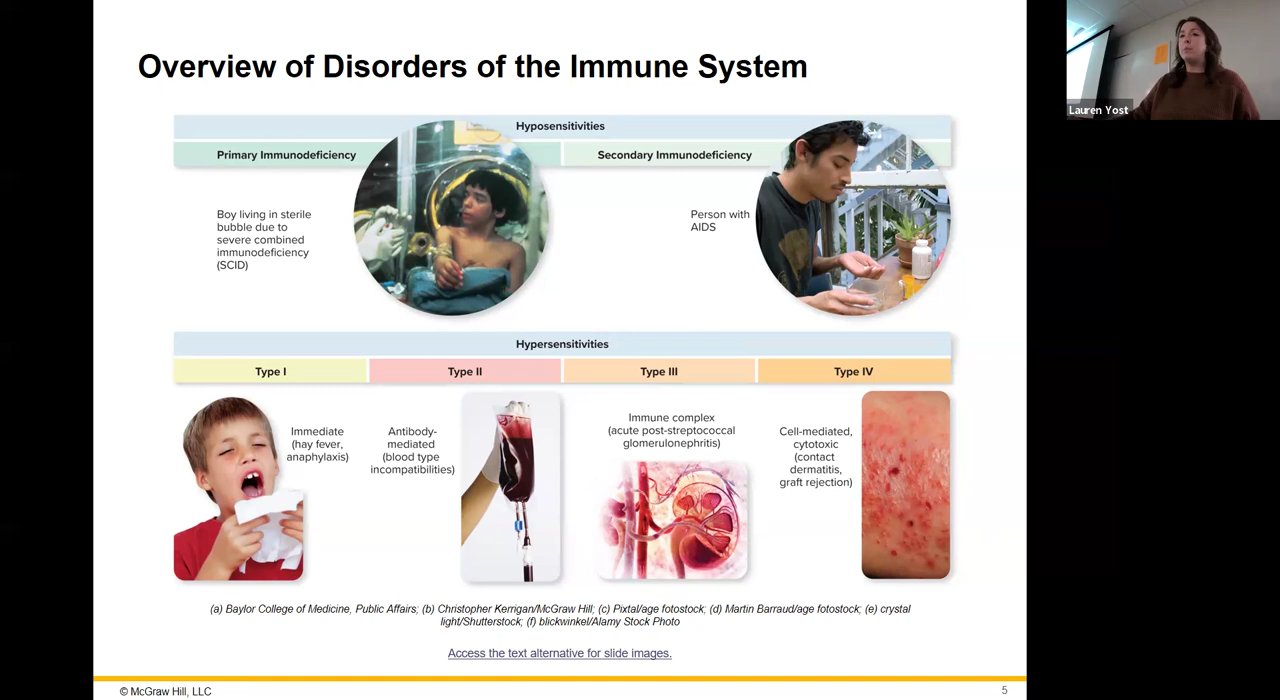 Overview of Disorders of the Immune System
Lauren Yost
Hyposensitivities
Primary Immunodeficiency
Secondary Immunodeficiency
Boy living in sterile
bubble due to
severe combined
immunodeficiency
(SCID)
Person with
AIDS
Hypersensitivities
Type I
Type II
Type III
Type IV
Immediate
(hay fever,
anaphylaxis)
Antibody-
mediated
(blood type
incompatibilities)
Immune complex
(acute post-streptococcal
glomerulonephritis)
Cell-mediated,
cytotoxic
(contact
dermatitis,
graft rejection)
(a) Baylor College of Medicine, Public Affairs; (b) Christopher Kerrigan/McGraw Hill; (c) Pixtal/age fotostock; (d) Martin Barraud/age fotostock; (e) crystal
light/Shutterstock; (f) blickwinkel/Alamy Stock Photo
Access the text alternative for slide images.
© McGraw Hill, LLC
5